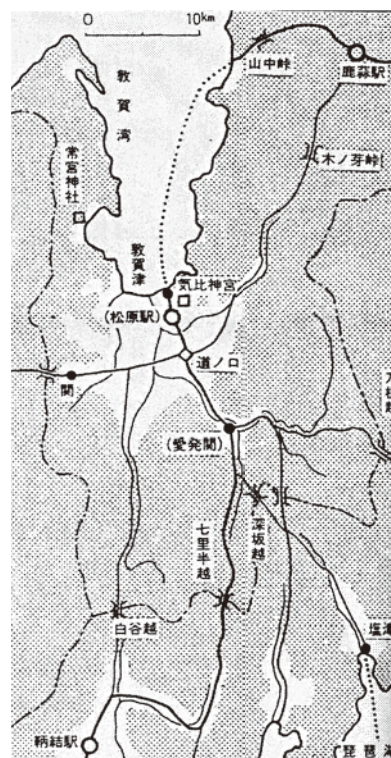 0
10km
山中峠
鹿蒜駅
敦賀湾
木ノ芽峠
常宮神社
敦賀津
気比神宮
(松原駅)
道ノ口
関
(愛発関)
深坂越
七里半越
白谷越
塩津
鞆結駅
琵琶湖